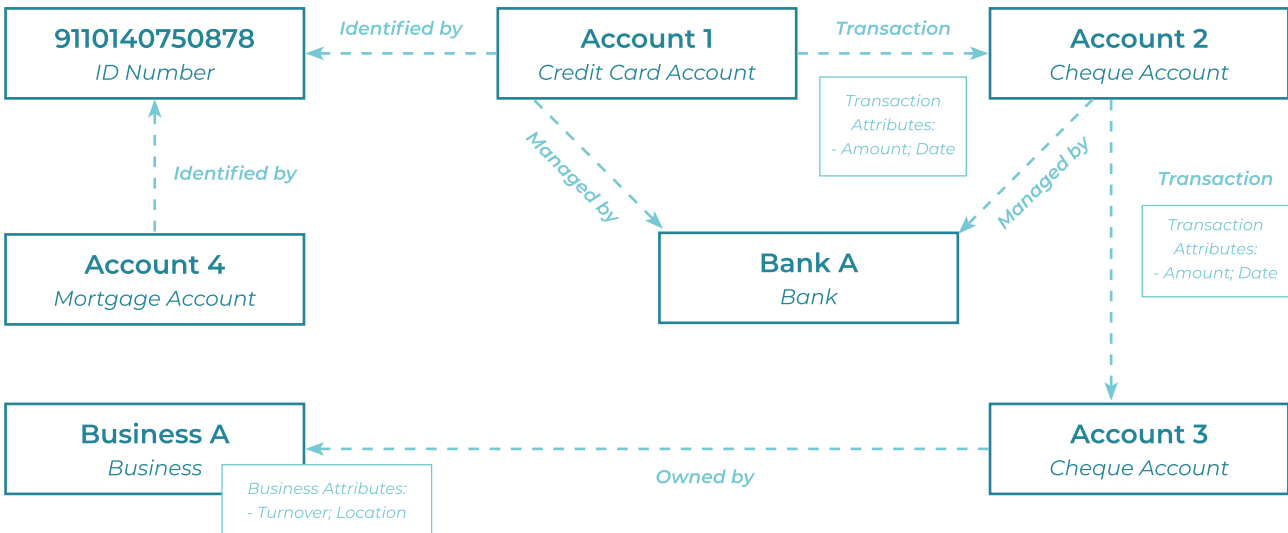 9110140750878
ID Number
Identified by
Account 1
Credit Card Account
Transaction
Account 2
Cheque Account
Transaction
Attributes:
- Amount; Date
Identified by
Managed by
Managed by
Transaction
Transaction
Attributes:
- Amount; Date
Account 4
Mortgage Account
Bank A
Bank
Business A
Business
Business Attributes:
- Turnover; Location
Owned by
Account 3
Cheque Account